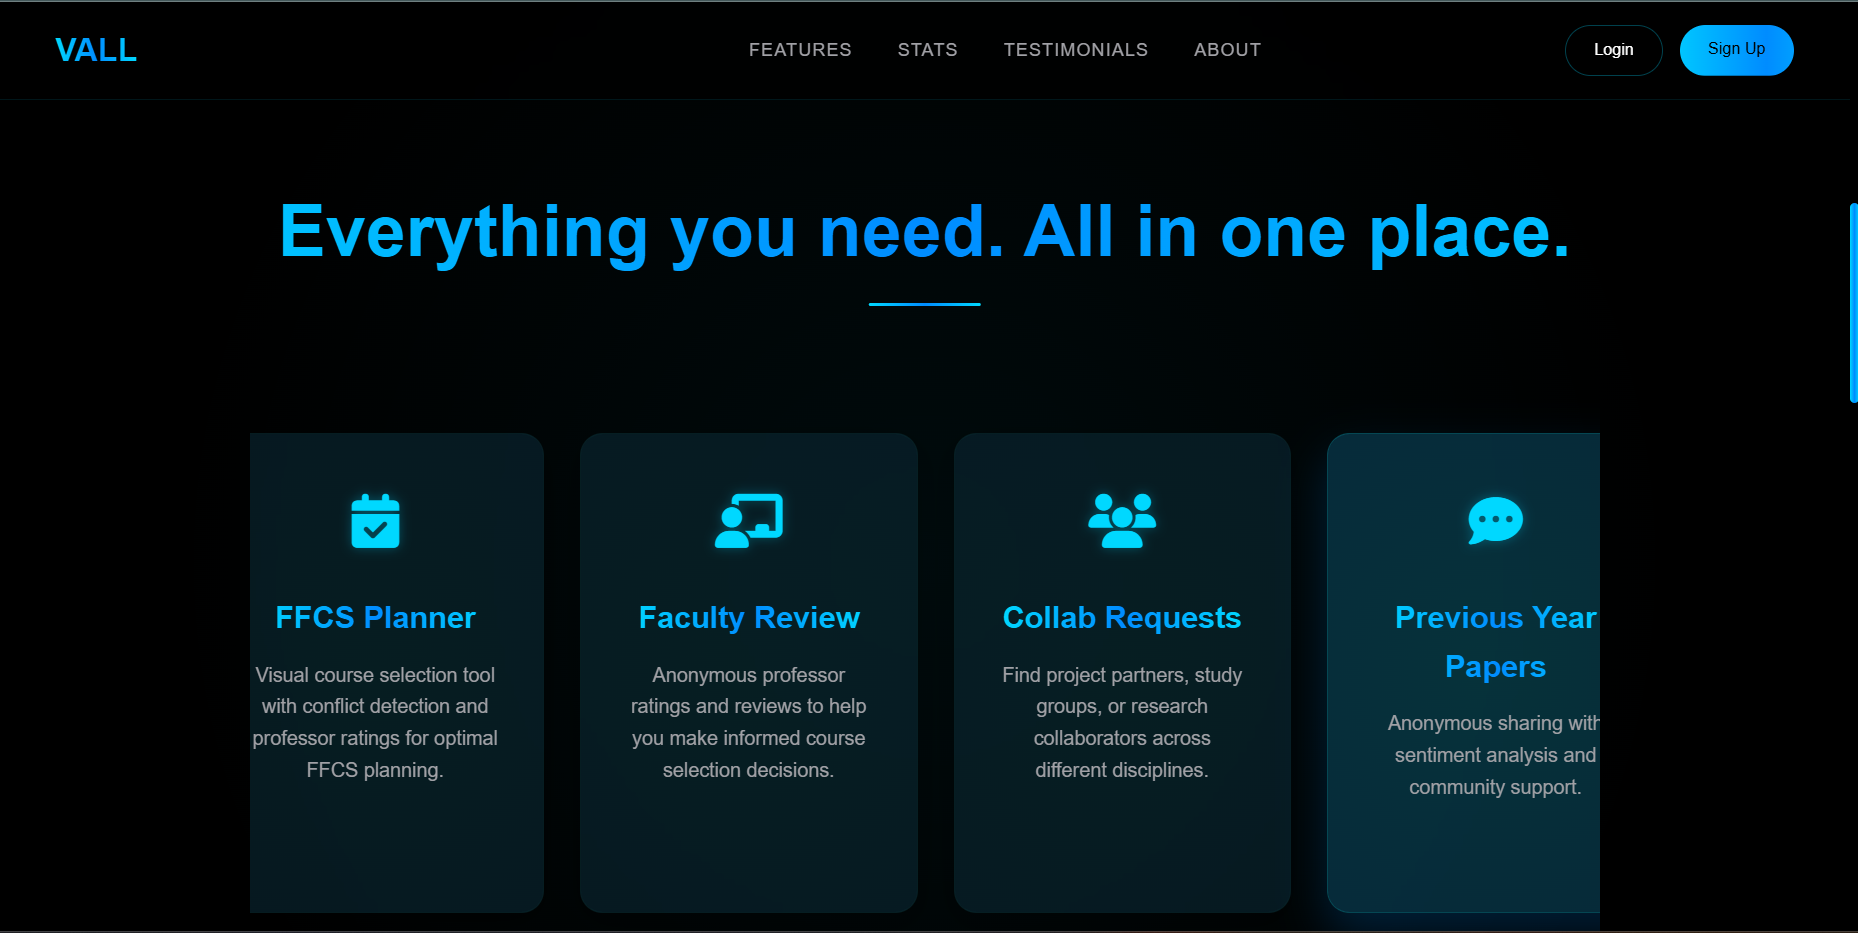 VALL
FEATURES STATS TESTIMONIALS ABOUT
Login
Sign Up
Everything you need. All in one place.
FFCS Planner
Visual course selection tool
with conflict detection and
professor ratings for optimal
FFCS planning.
Faculty Review
Anonymous professor
ratings and reviews to help
you make informed course
selection decisions.
Collab Requests
Find project partners, study
groups, or research
collaborators across
different disciplines.
Previous Year
Papers
Anonymous sharing with
sentiment analysis and
community support.